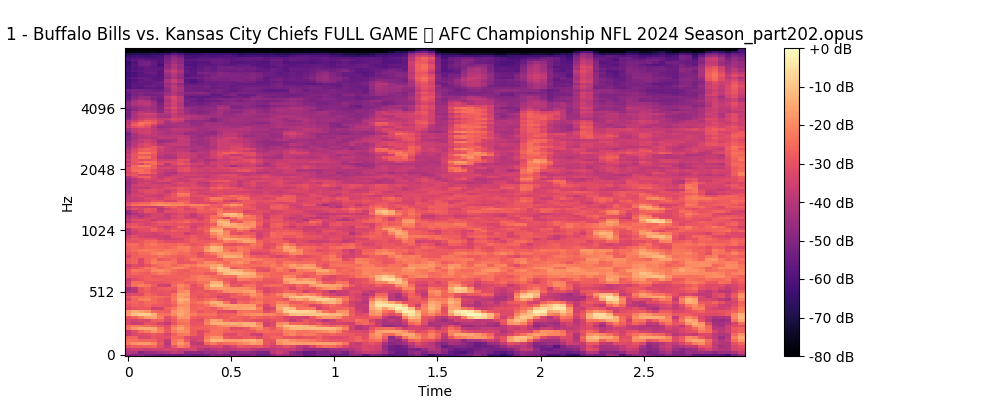 1 - Buffalo Bills vs. Kansas City Chiefs FULL GAME ▯ AFC Championship NFL 2024 Season_part202.opus
+0 dB
-10 dB
-20 dB
-30 dB
-40 dB
-50 dB
-60 dB
-70 dB
-80 dB
4096
2048
1024
512
0
Hz
0
0.5
1
1.5
2
2.5
Time